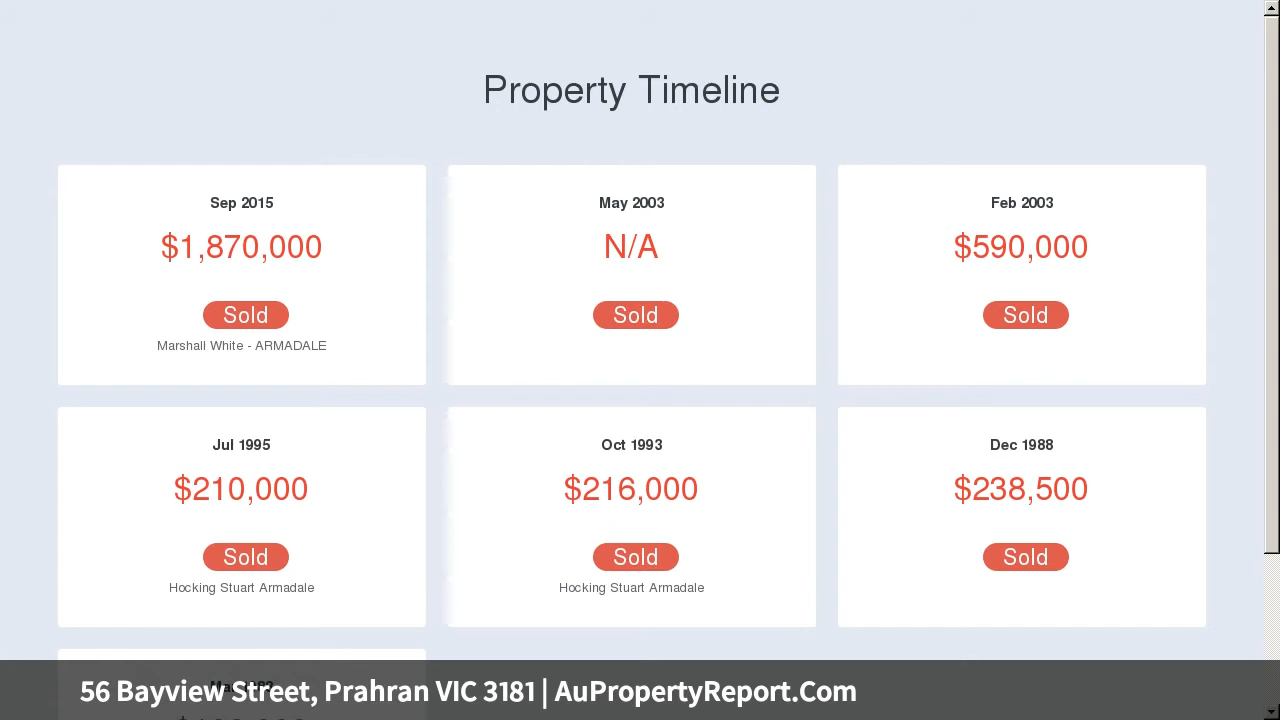 Property Timeline
Sep 2015
$1,870,000
Sold
Marshall White - ARMADALE
May 2003
N/A
Sold
Feb 2003
$590,000
Sold
Jul 1995
$210,000
Sold
Hocking Stuart Armadale
Oct 1993
$216,000
Sold
Hocking Stuart Armadale
Dec 1988
$238,500
Sold
56 Bayview Street, Prahran VIC 3181 | AuPropertyReport.Com